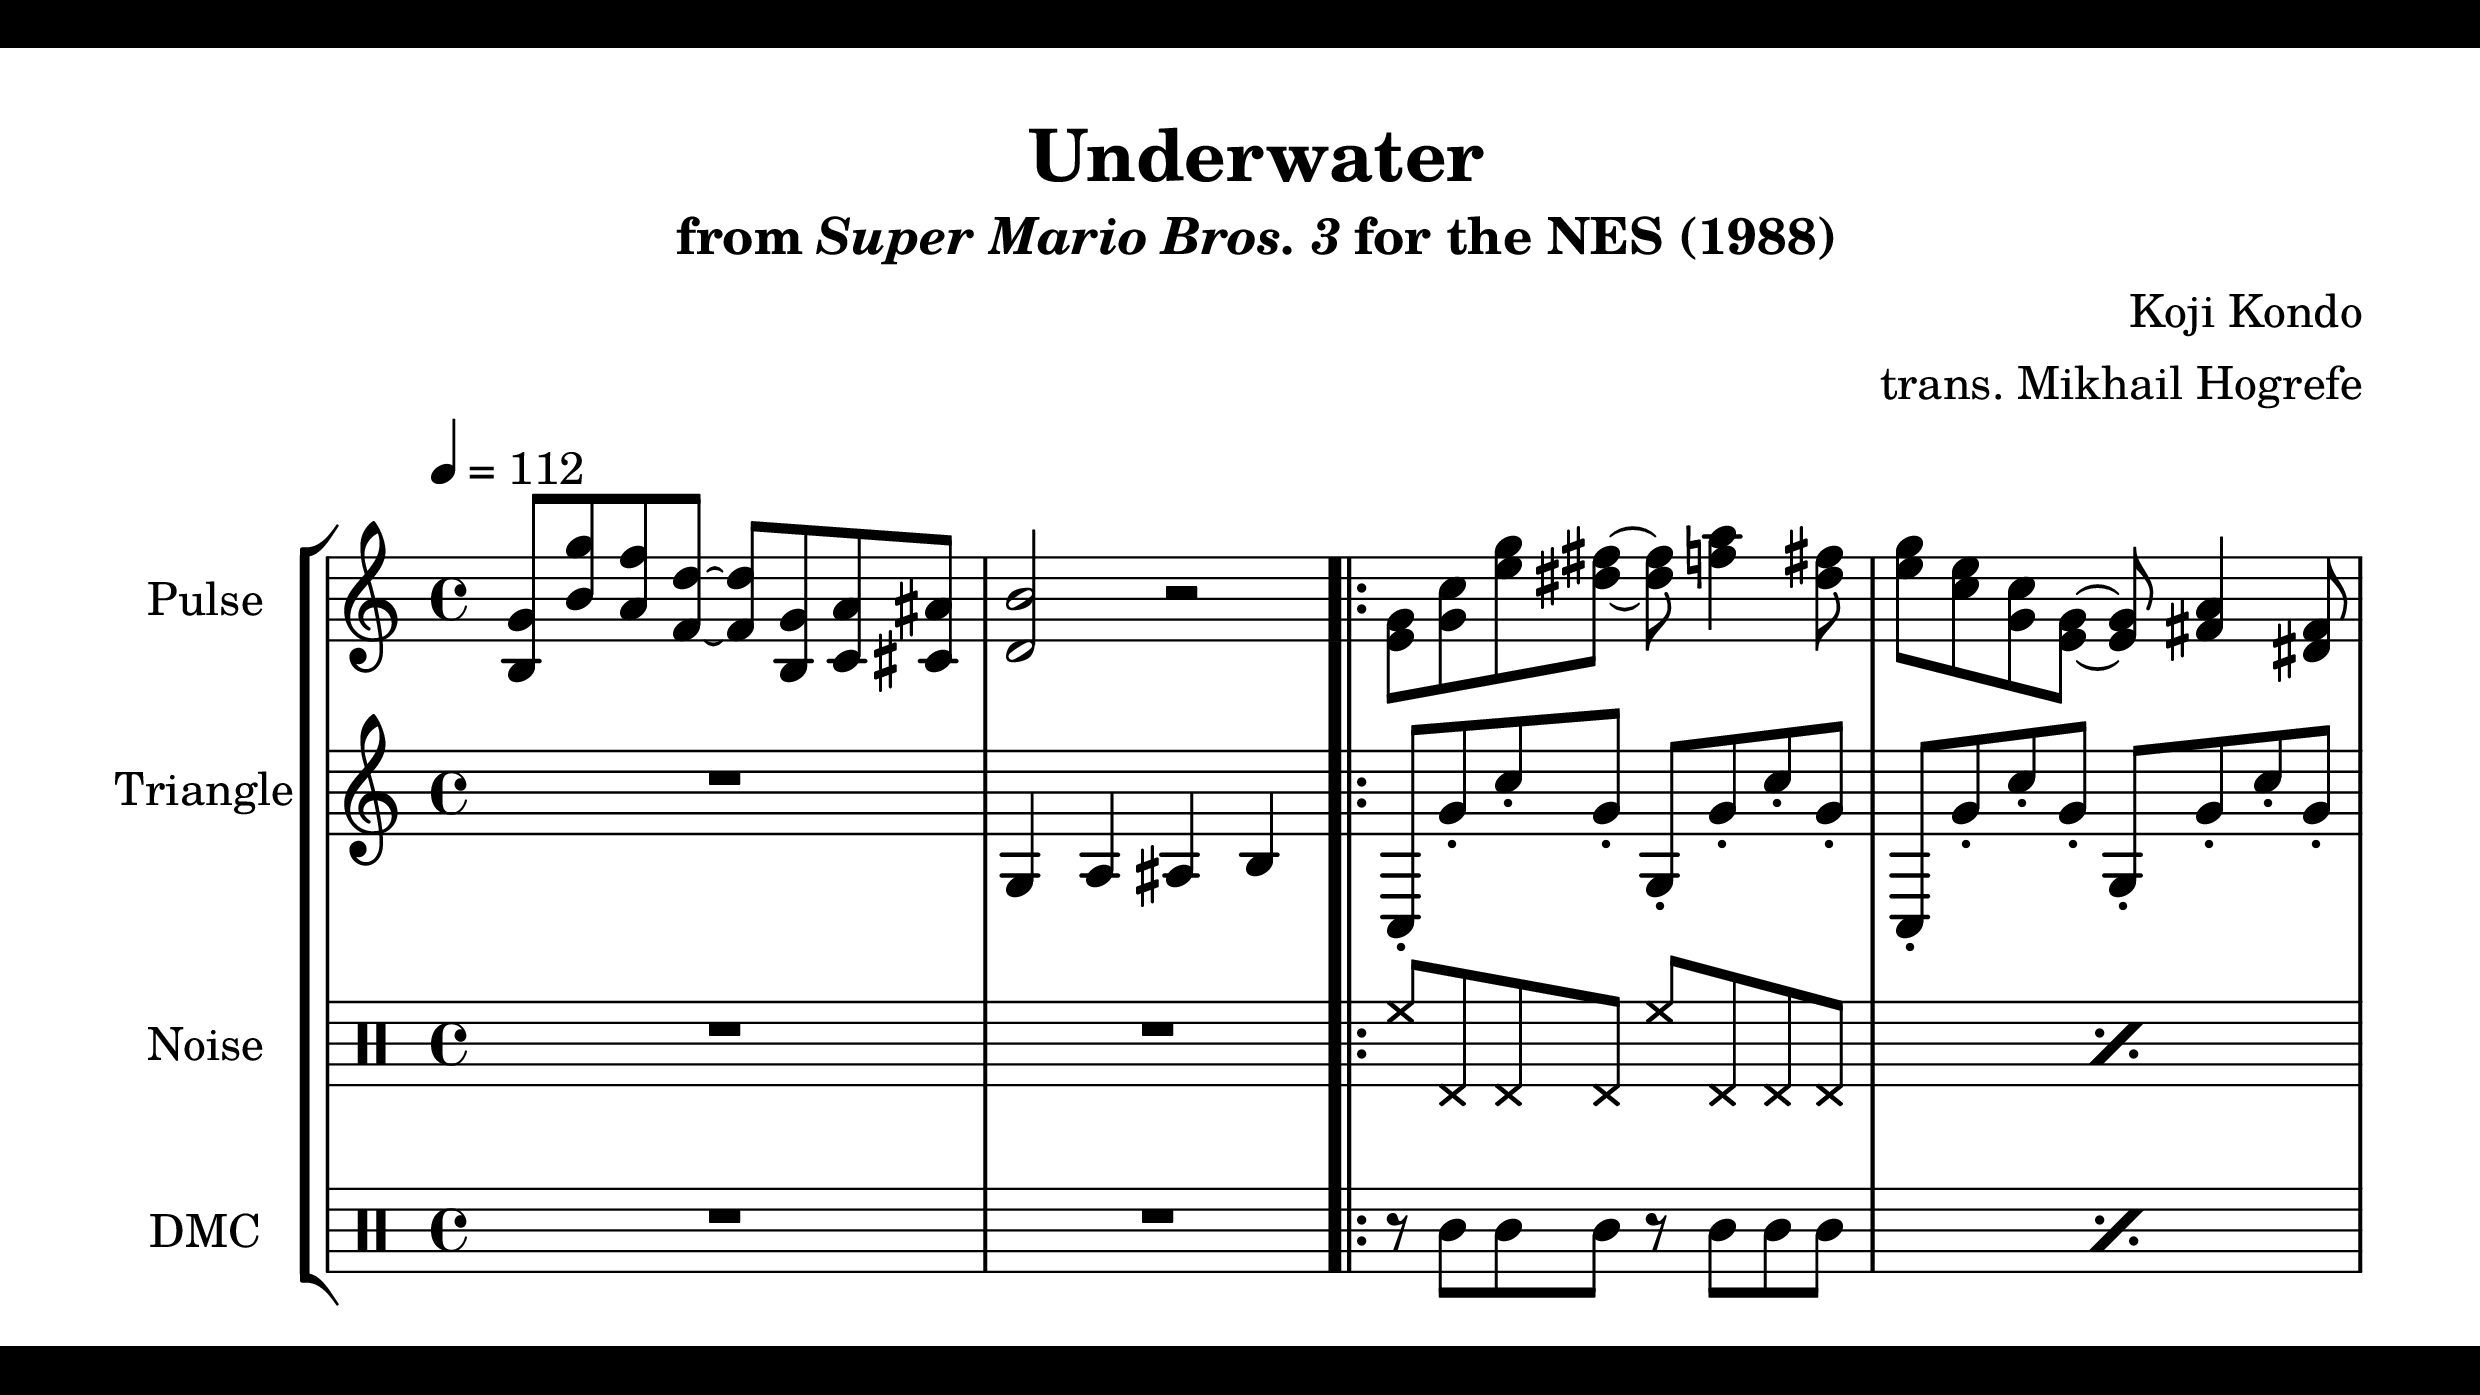 Underwater
from Super Mario Bros. 3 for the NES (1988)
Koji Kondo
trans. Mikhail Hogrefe
= 112
Pulse
Triangle
Noise
DMC